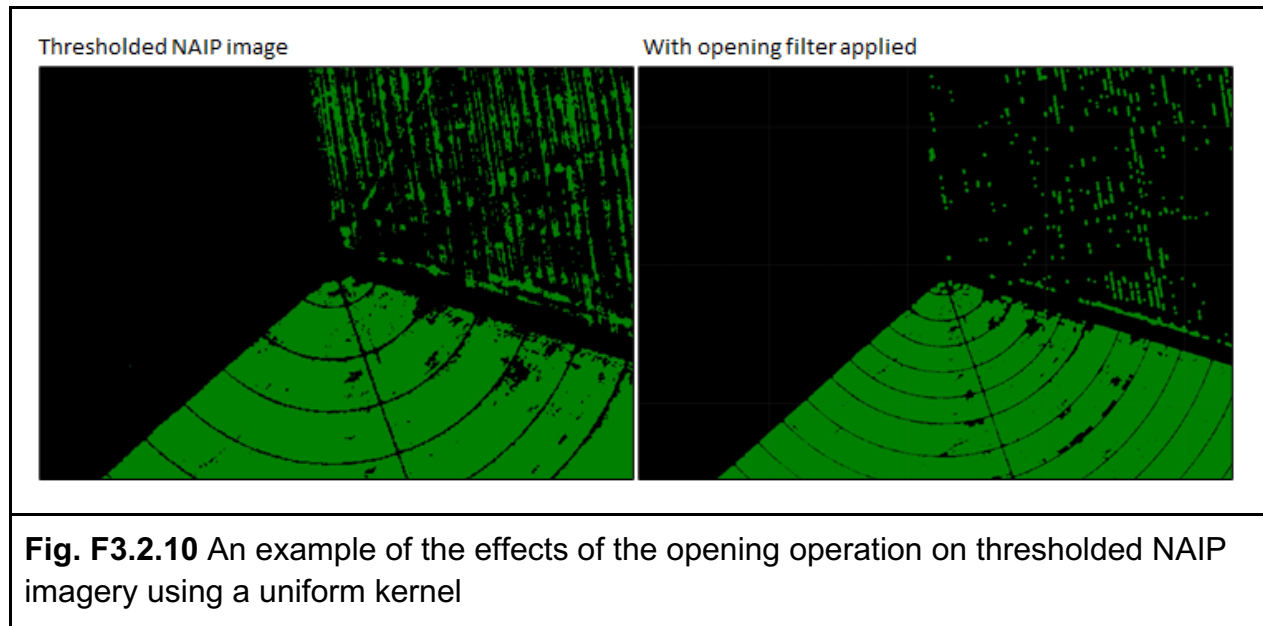 Thresholded NAIP image
With opening filter applied
Fig. F3.2.10 An example of the effects of the opening operation on thresholded NAIP
imagery using a uniform kernel